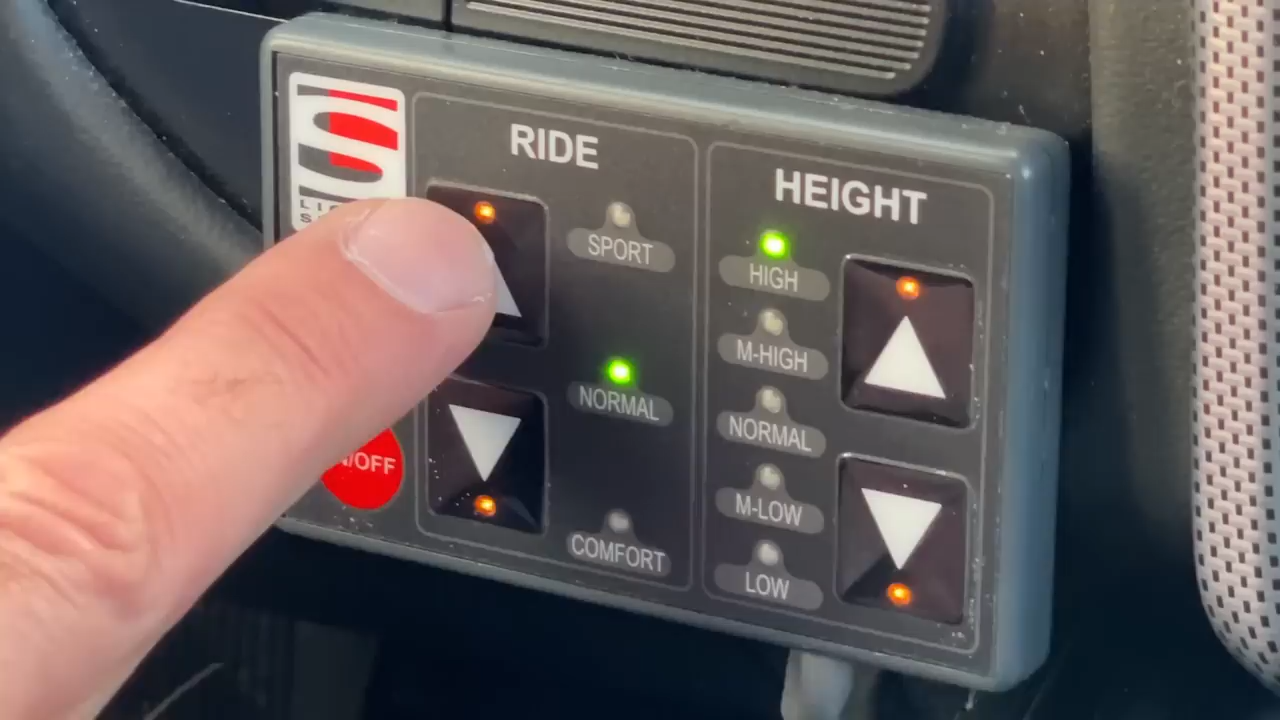 RIDE
SPORT
NORMAL
COMFORT
HEIGHT
HIGH
M-HIGH
NORMAL
M-LOW
LOW